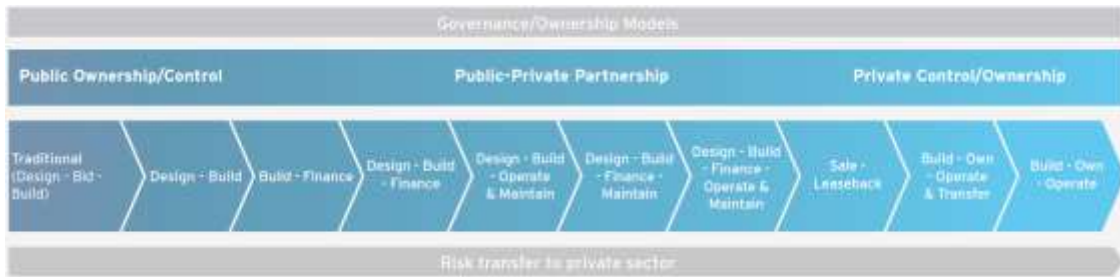 Governance/Ownership Models
Public Ownership/Control
Public-Private Partnership
Private Control/Ownership
Traditional
(Design - Bid -
Build)
Design - Build
Build - Finance
Design - Build
- Finance
Design - Build
- Operate
& Maintain
Design - Build
- Finance -
Maintain
Design - Build
- Finance -
Operate &
Maintain
Sale -
Leaseback
Build - Own
- Operate
& Transfer
Build - Own
- Operate
Risk transfer to private sector